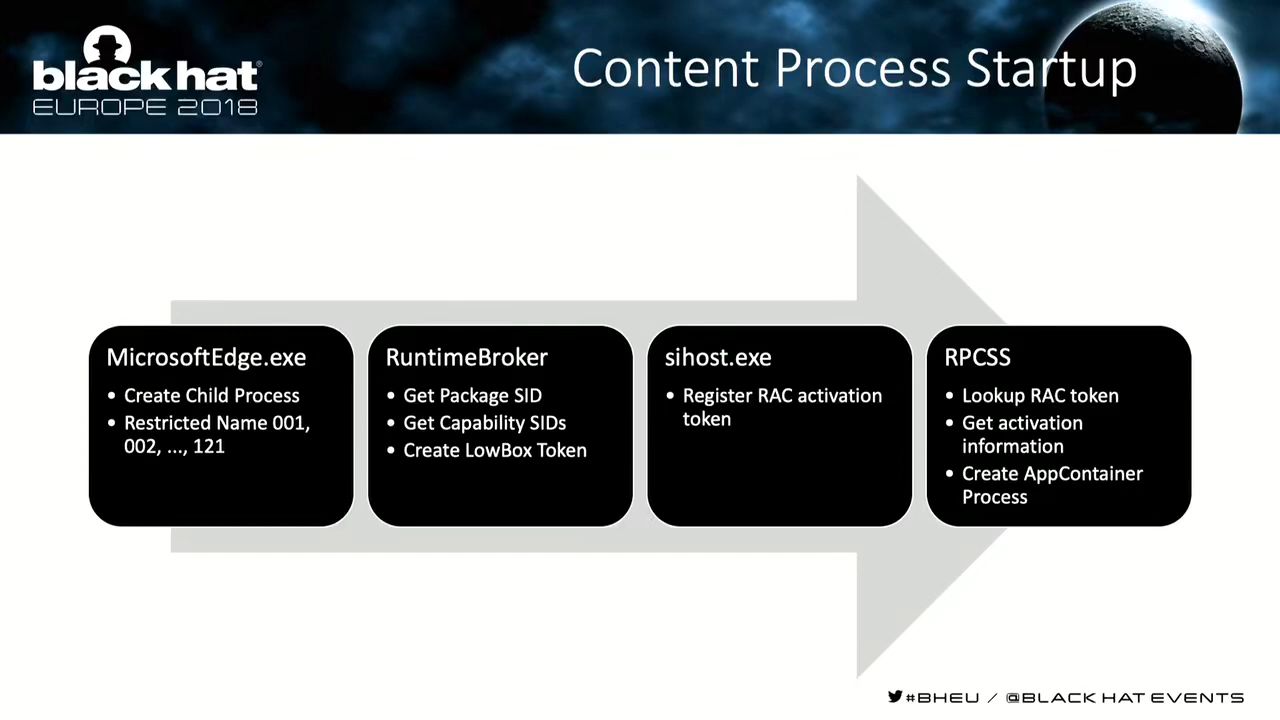 black hat®
EUROPE 2018
Content Process Startup
MicrosoftEdge.exe
• Create Child Process
• Restricted Name 001,
002, ..., 121
RuntimeBroker
• Get Package SID
• Get Capability SIDs
• Create LowBox Token
sihost.exe
• Register RAC activation
token
RPCSS
• Lookup RAC token
• Get activation
information
• Create AppContainer
Process
#BHEU / @BLACK HAT EVENTS